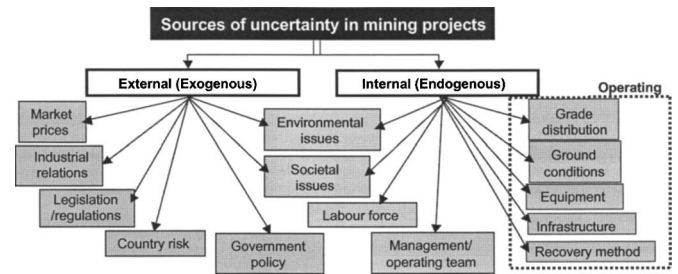 Sources of uncertainty in mining projects
External (Exogenous)
Internal (Endogenous)
Operating
Market
prices
Industrial
relations
Legislation
/regulations
Country risk
Government
policy
Environmental
issues
Societal
issues
Labour force
Management/
operating team
Grade
distribution
Ground
conditions
Equipment
Infrastructure
Recovery method